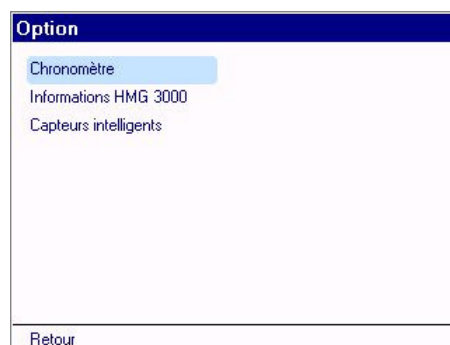 Option
Chronomètre
Informations HMG 3000
Capteurs intelligents
Retour